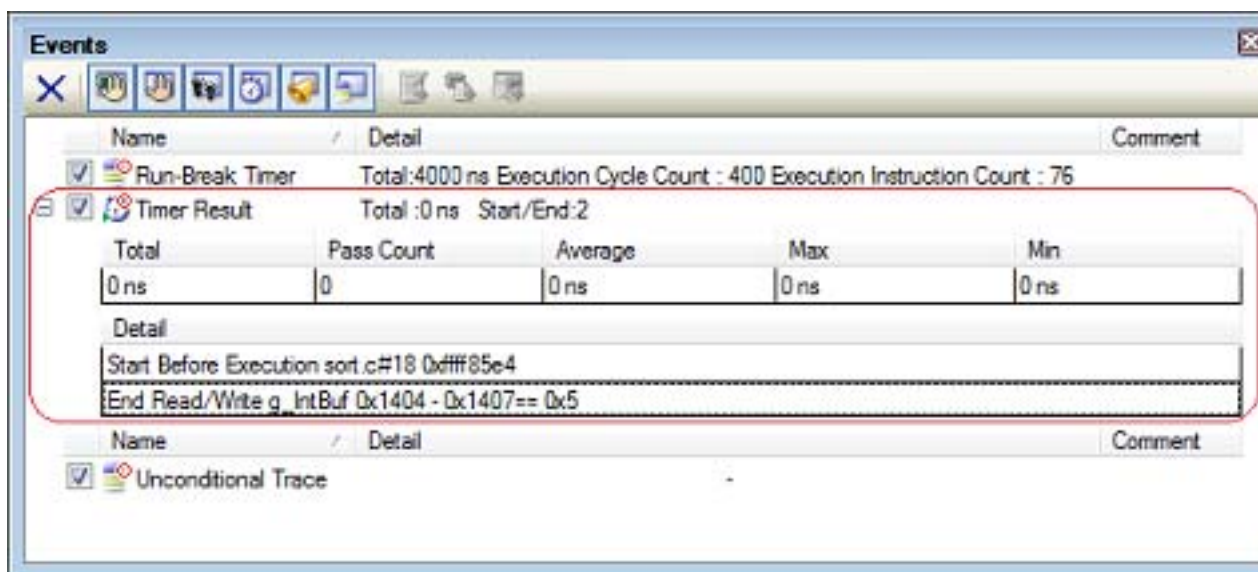 Events
Name / Detail Comment
Run-Break Timer Total:4000 ns Execution Cycle Count : 400 Execution Instruction Count : 76
Timer Result Total :0 ns Start/End:2
Total Pass Count Average Max Min
0 ns 0 0 ns 0 ns 0 ns
Detail
Start Before Execution sort.c#18 0xffff85e4
End Read/Write g_IntBuf 0x1404 - 0x1407== 0x5
Name / Detail Comment
Unconditional Trace -